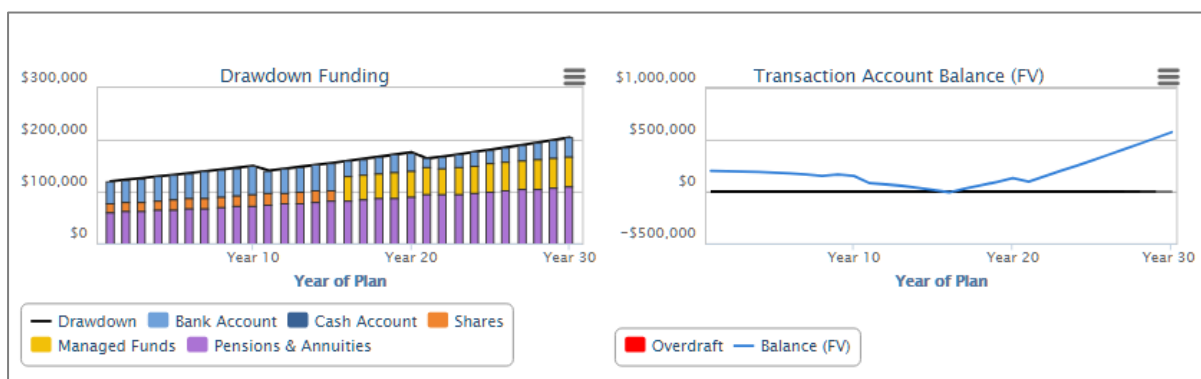 Drawdown Funding
$300,000
$200,000
$100,000
$0
Year 10 Year 20 Year 30
Year of Plan
Drawdown Bank Account Cash Account Shares
Managed Funds Pensions & Annuities
Transaction Account Balance (FV)
$1,000,000
$500,000
$0
-$500,000
Year 10 Year 20 Year 30
Year of Plan
Overdraft Balance (FV)